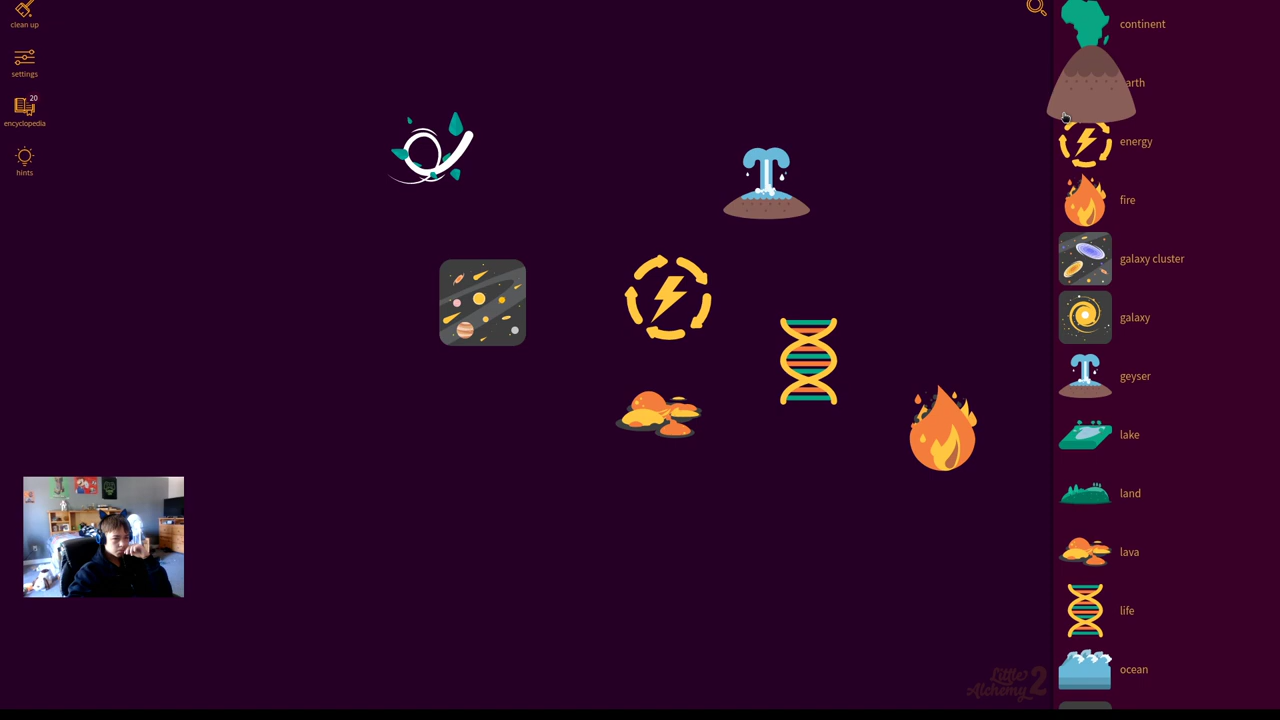 clean up
settings
20
encyclopedia
hints
continent
arth
energy
fire
galaxy cluster
galaxy
geyser
lake
land
lava
life
ocean
Little
Alchemy 2